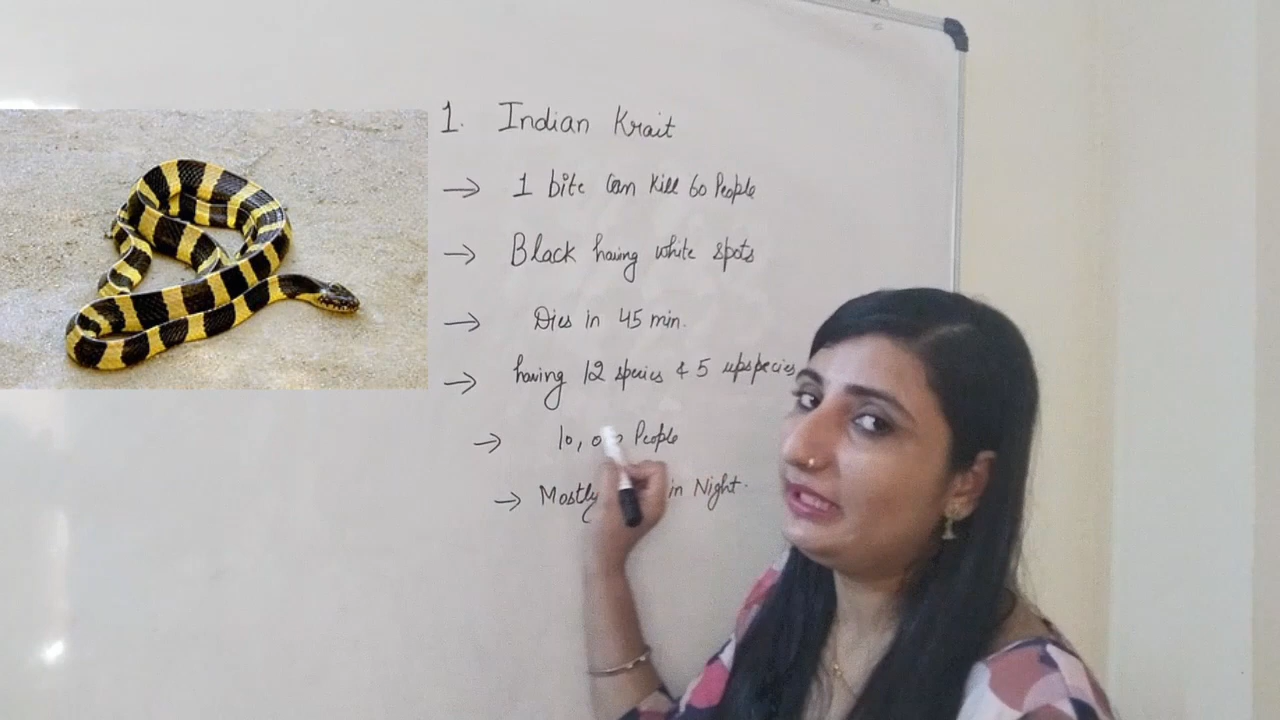 1. Indian Krait
→ 1 bite Can Kill 60 People
→ Black having white spots
→ Dies in 45 min.
→ having 12 species & 5 upspecies
→ People
→ Mostly in Night.